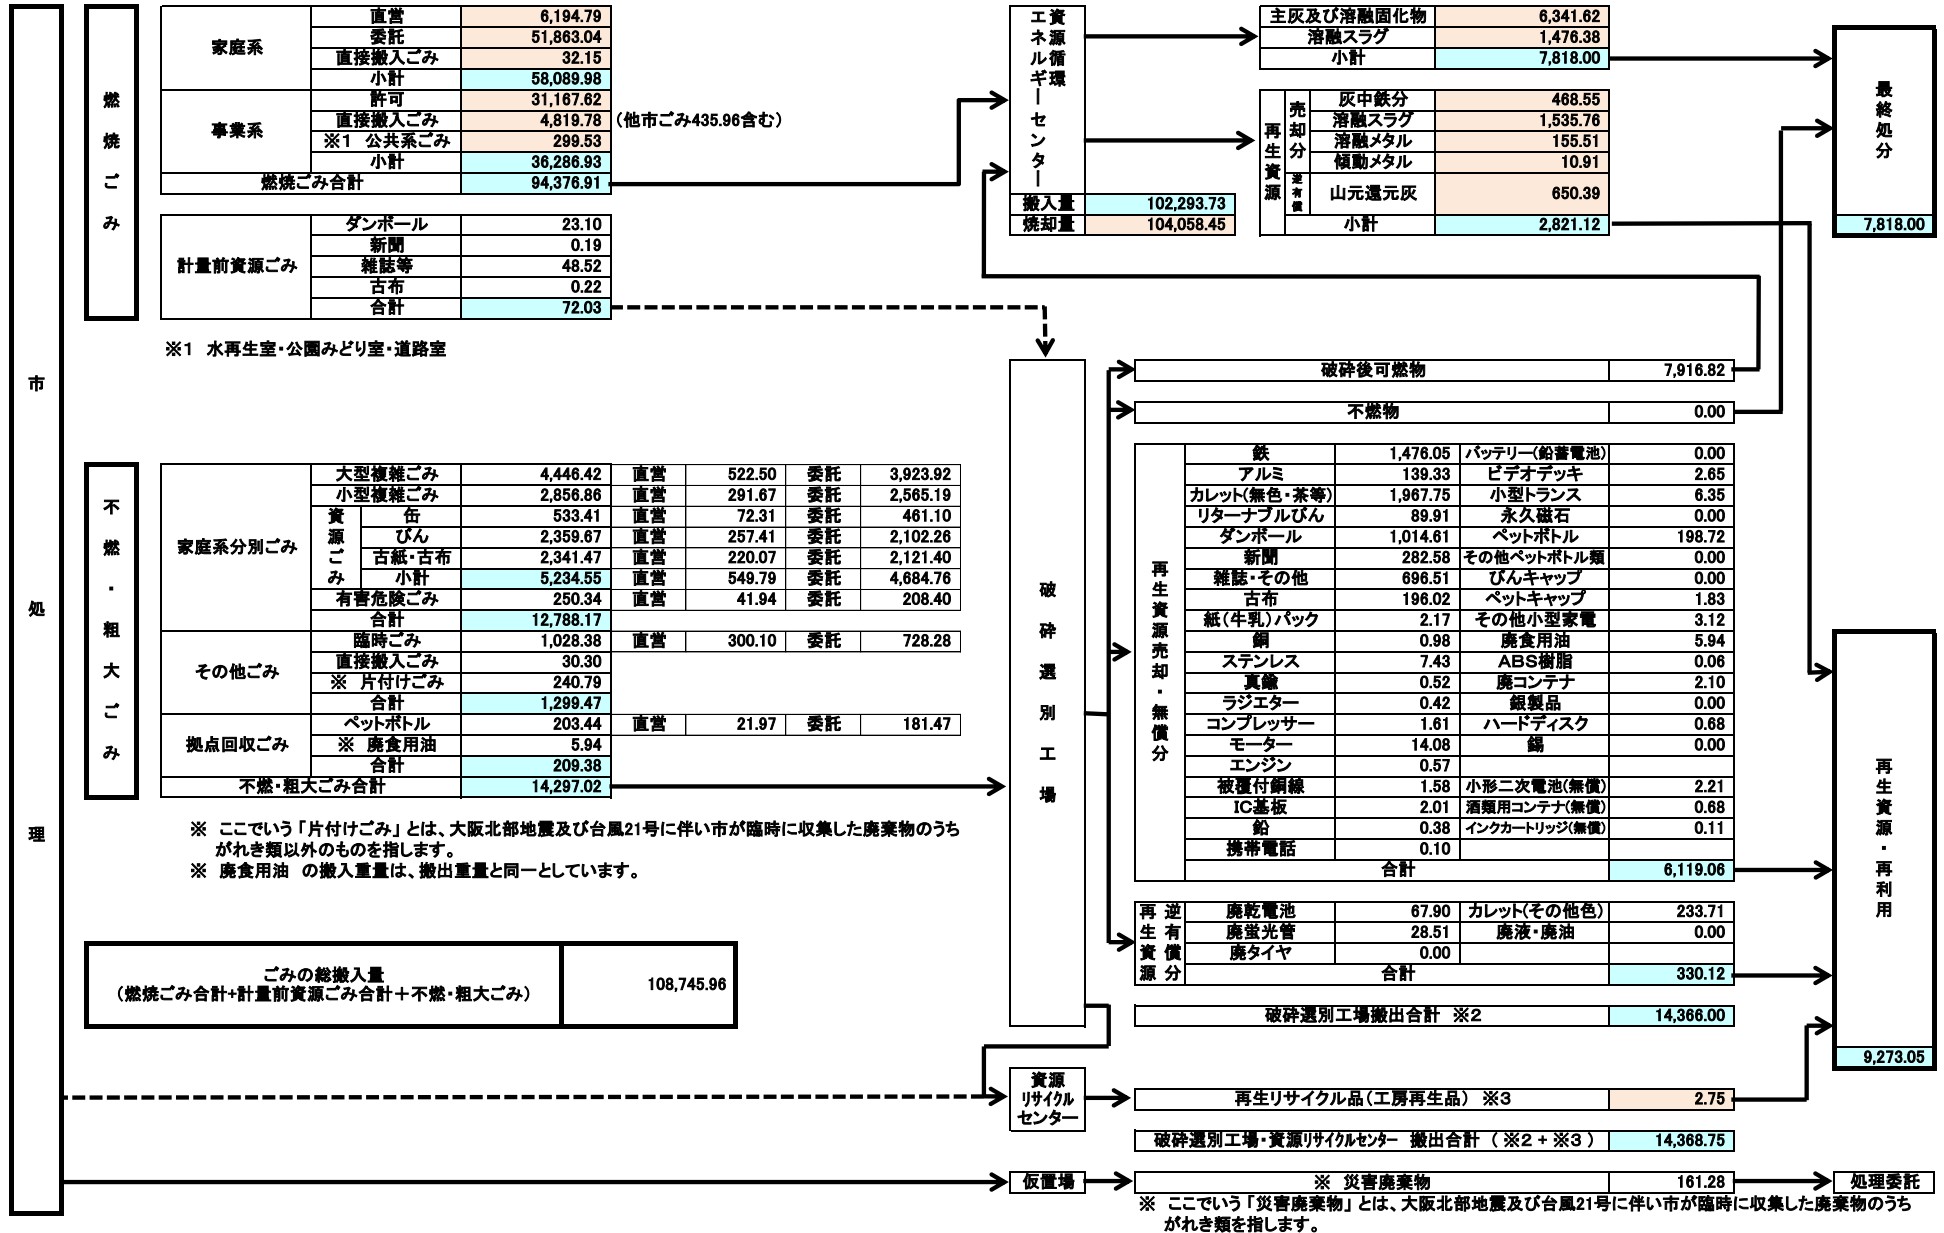 市処理
燃焼ごみ
家庭系 直営 6,194.79
委託 51,863.04
直接搬入ごみ 32.15
小計 58,089.98
事業系 許可 31,167.62
直接搬入ごみ 4,819.78 (他市ごみ435.96含む)
※1 公共系ごみ 299.53
小計 36,286.93
燃焼ごみ合計 94,376.91
計量前資源ごみ ダンボール 23.10
新聞 0.19
雑誌等 48.52
古布 0.22
合計 72.03
※1 水再生室・公園みどり室・道路室
資源循環
エネルギーセンター
搬入量 102,293.73
焼却量 104,058.45
主灰及び溶融固化物 6,341.62
溶融スラグ 1,476.38
小計 7,818.00
再生資源
売却分 灰中鉄分 468.55
溶融スラグ 1,535.76
溶融メタル 155.51
傾動メタル 10.91
逆有償 山元還元灰 650.39
小計 2,821.12
最終処分
7,818.00
不燃・粗大ごみ
家庭系分別ごみ 大型複雑ごみ 4,446.42 直営 522.50 委託 3,923.92
小型複雑ごみ 2,856.86 直営 291.67 委託 2,565.19
資源ごみ 缶 533.41 直営 72.31 委託 461.10
びん 2,359.67 直営 257.41 委託 2,102.26
古紙・古布 2,341.47 直営 220.07 委託 2,121.40
小計 5,234.55 直営 549.79 委託 4,684.76
有害危険ごみ 250.34 直営 41.94 委託 208.40
合計 12,788.17
その他ごみ 臨時ごみ 1,028.38 直営 300.10 委託 728.28
直接搬入ごみ 30.30
※ 片付けごみ 240.79
合計 1,299.47
拠点回収ごみ ペットボトル 203.44 直営 21.97 委託 181.47
※ 廃食用油 5.94
合計 209.38
不燃・粗大ごみ合計 14,297.02
※ ここでいう「片付けごみ」とは、大阪北部地震及び台風21号に伴い市が臨時に収集した廃棄物のうち
がれき類以外のものを指します。
※ 廃食用油 の搬入重量は、搬出重量と同一としています。
ごみの総搬入量
(燃焼ごみ合計+計量前資源ごみ合計+不燃・粗大ごみ)
108,745.96
破砕選別工場
破砕後可燃物 7,916.82
不燃物 0.00
再生資源売却・無償分
鉄 1,476.05 バッテリー(鉛蓄電池) 0.00
アルミ 139.33 ビデオデッキ 2.65
カレット(無色・茶等) 1,967.75 小型トランス 6.35
リターナブルびん 89.91 永久磁石 0.00
ダンボール 1,014.61 ペットボトル 198.72
新聞 282.58 その他ペットボトル類 0.00
雑誌・その他 696.51 びんキャップ 0.00
古布 196.02 ペットキャップ 1.83
紙(牛乳)パック 2.17 その他小型家電 3.12
銅 0.98 廃食用油 5.94
ステンレス 7.43 ABS樹脂 0.06
真鍮 0.52 廃コンテナ 2.10
ラジエター 0.42 銀製品 0.00
コンプレッサー 1.61 ハードディスク 0.68
モーター 14.08 錫 0.00
エンジン 0.57
被覆付銅線 1.58 小形二次電池(無償) 2.21
IC基板 2.01 酒類用コンテナ(無償) 0.68
鉛 0.38 インクカートリッジ(無償) 0.11
携帯電話 0.10
合計 6,119.06
再生資源
逆有償分
廃乾電池 67.90 カレット(その他色) 233.71
廃蛍光管 28.51 廃液・廃油 0.00
廃タイヤ 0.00
合計 330.12
破砕選別工場搬出合計 ※2 14,366.00
再生資源・再利用
9,273.05
資源
リサイクル
センター
再生リサイクル品(工房再生品) ※3 2.75
破砕選別工場・資源リサイクルセンター 搬出合計 ( ※2 + ※3 ) 14,368.75
仮置場 ※ 災害廃棄物 161.28 処理委託
※ ここでいう「災害廃棄物」とは、大阪北部地震及び台風21号に伴い市が臨時に収集した廃棄物のうち
がれき類を指します。